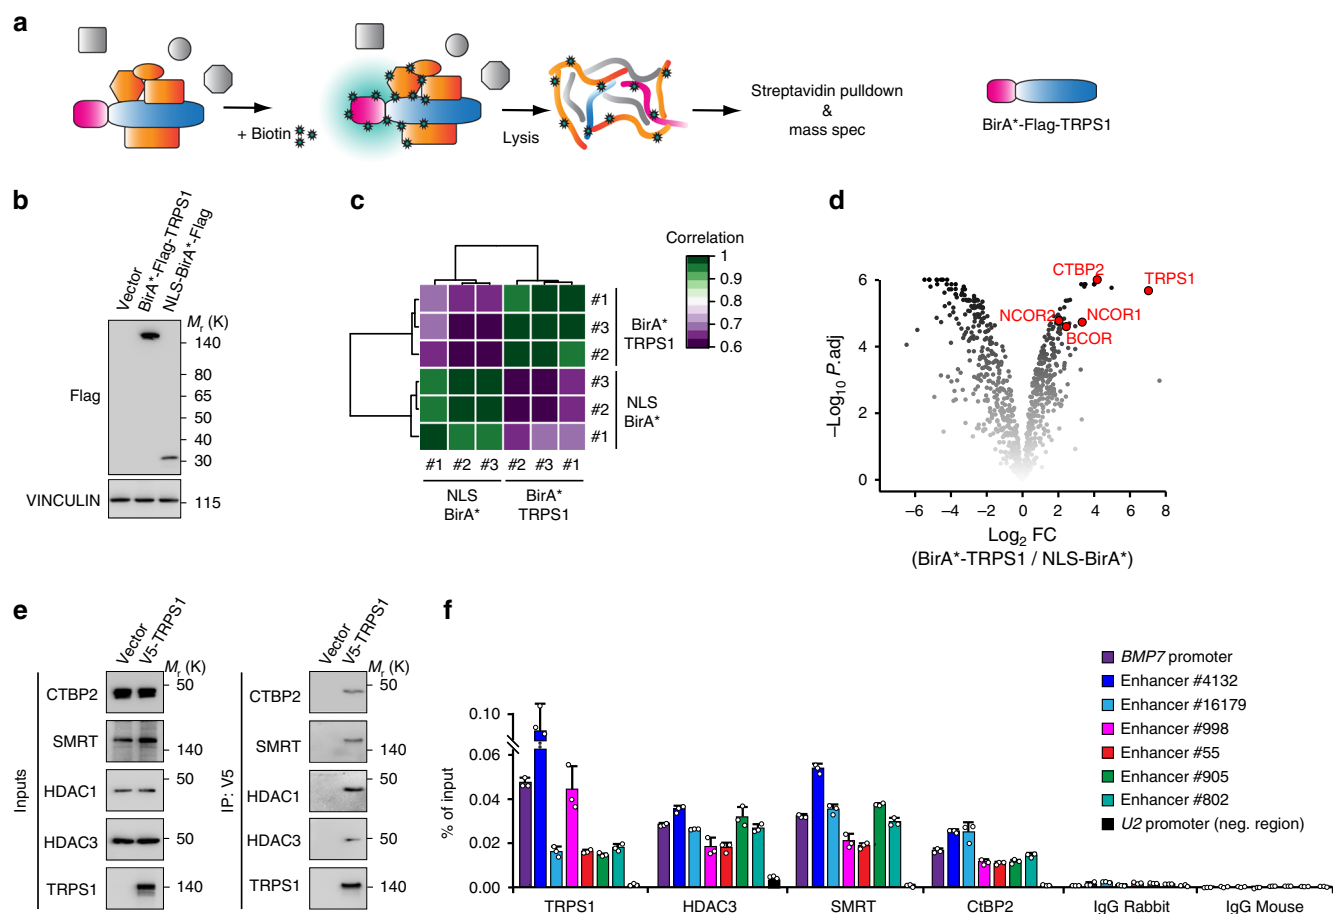 a
+ Biotin
Lysis
Streptavidin pulldown
&
mass spec
BirA*-Flag-TRPS1
b
Vector
BirA*-Flag-TRPS1
NLS-BirA*-Flag
Mr (K)
140
80
65
50
40
30
Flag
VINCULIN
115
c
Correlation
1
0.9
0.8
0.7
0.6
#1
#3
#2
BirA*
TRPS1
#3
#2
#1
NLS
BirA*
#1 #2 #3 #2 #3 #1
NLS
BirA*
BirA*
TRPS1
d
CTBP2
TRPS1
NCOR2
NCOR1
BCOR
6
4
2
0
–Log10 P.adj
–6 –4 –2 0 2 4 6 8
Log2 FC
(BirA*-TRPS1 / NLS-BirA*)
e
Vector
V5-TRPS1
Mr (K)
Inputs
CTBP2
50
SMRT
140
HDAC1
50
HDAC3
50
TRPS1
140
Vector
V5-TRPS1
Mr (K)
IP: V5
CTBP2
50
SMRT
140
HDAC1
50
HDAC3
50
TRPS1
140
f
% of input
0.10
0.06
0.04
0.02
0.00
TRPS1 HDAC3 SMRT CtBP2 IgG Rabbit IgG Mouse
BMP7 promoter
Enhancer #4132
Enhancer #16179
Enhancer #998
Enhancer #55
Enhancer #905
Enhancer #802
U2 promoter (neg. region)